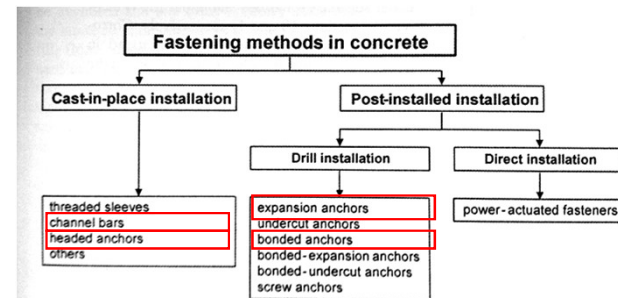 Fastening methods in concrete
Cast-in-place installation
Post-installed installation
Drill installation
Direct installation
threaded sleeves
channel bars
headed anchors
others
expansion anchors
undercut anchors
bonded anchors
bonded-expansion anchors
bonded-undercut anchors
screw anchors
power-actuated fasteners